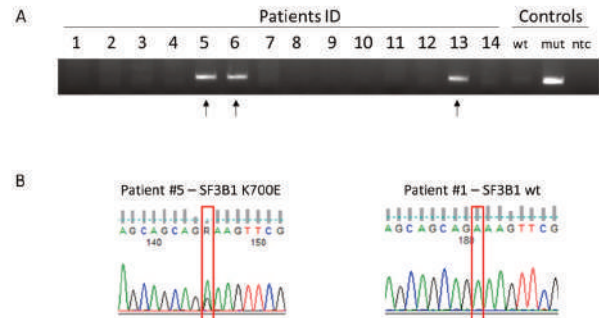 A
Patients ID
Controls
1 2 3 4 5 6 7 8 9 10 11 12 13 14 wt mut ntc
B
Patient #5 – SF3B1 K700E
Patient #1 – SF3B1 wt
AGCAGCAGRAAGTTCG
140 150
AGCAGCAGAAAGTTCG
180